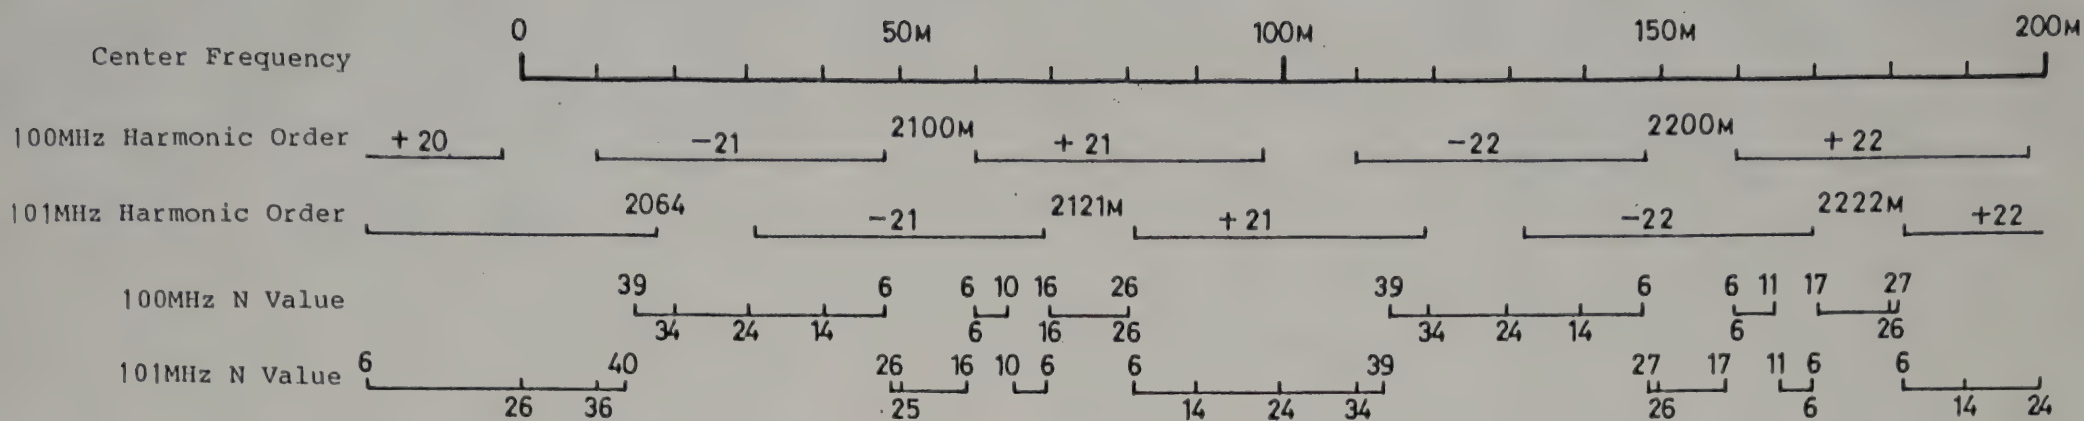 0 50M 100M 150M 200M
Center Frequency
100MHz Harmonic Order +20 -21 2100M +21 -22 2200M +22
101MHz Harmonic Order 2064 -21 2121M +21 -22 2222M +22
39 6 6 10 16 26 39 6 6 11 17 27
100MHz N Value
34 24 14 6 16 26 34 24 14 6 26
6 40 26 16 10 6 6 39 27 17 11 6 6
101MHz N Value
26 36 25 14 24 34 26 6 14 24